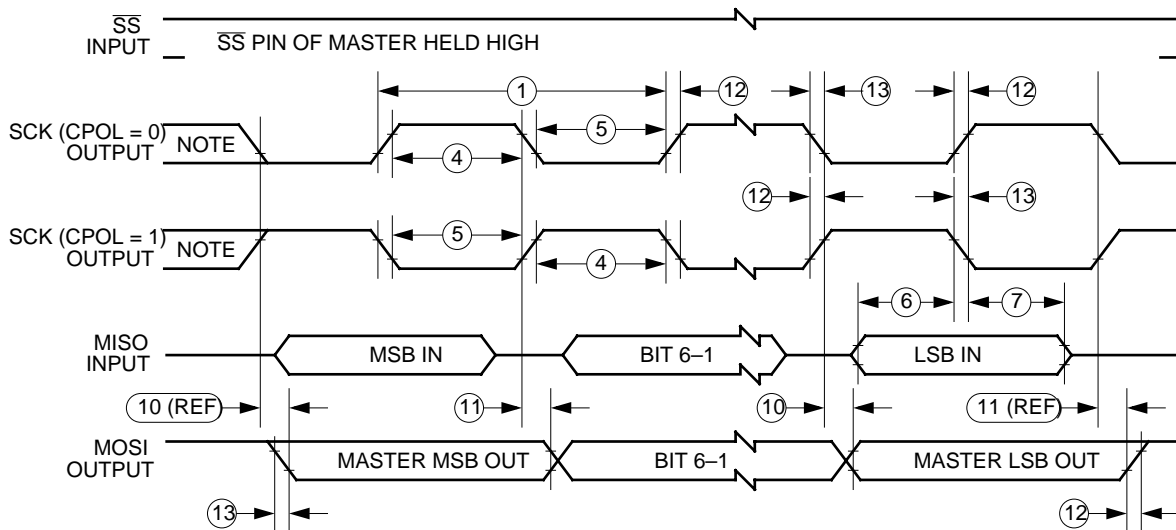 SS
INPUT
SS PIN OF MASTER HELD HIGH
1
12
13
12
SCK (CPOL = 0)
OUTPUT
NOTE
5
4
12
13
SCK (CPOL = 1)
OUTPUT
NOTE
5
4
6
7
MISO
INPUT
MSB IN
BIT 6–1
LSB IN
10 (REF)
11
10
11 (REF)
MOSI
OUTPUT
MASTER MSB OUT
BIT 6–1
MASTER LSB OUT
13
12